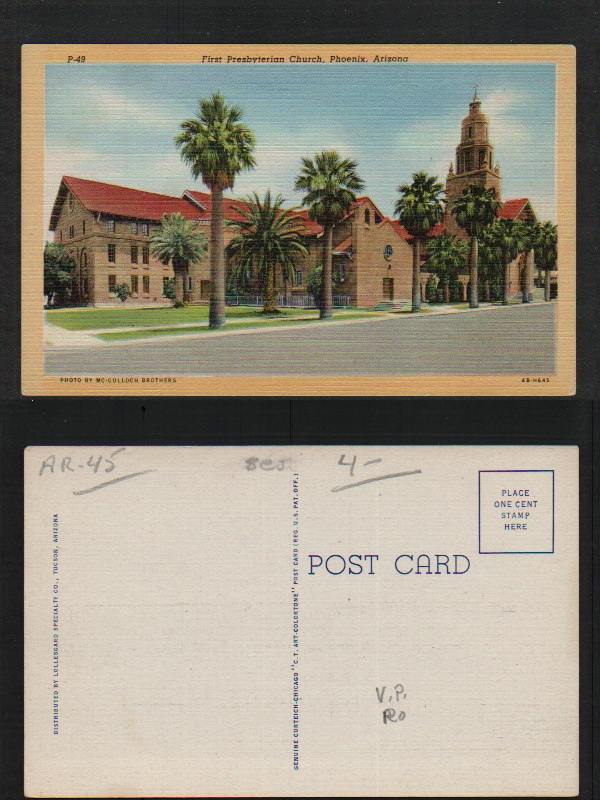 P-49
First Presbyterian Church, Phoenix, Arizona
PHOTO BY MC CULLOCH BROTHERS
4B-H645
AR-45
4-
PLACE
ONE CENT
STAMP
HERE
POST CARD
DISTRIBUTED BY LOLLESGARD SPECIALTY CO., TUCSON, ARIZONA
GENUINE CURTEICH-CHICAGO "C.T. ART-COLORTONE" POST CARD (REG. U.S. PAT. OFF.)
V.P.